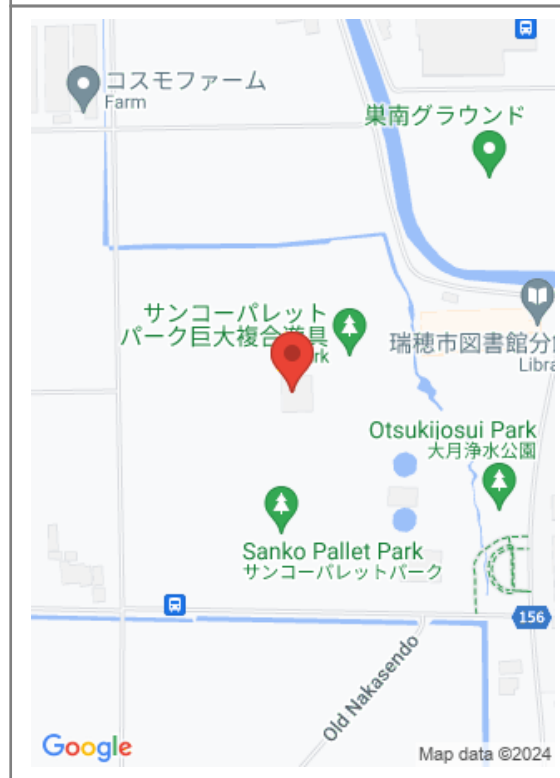 コスモファーム
Farm
巣南グラウンド
サンコーパレット
パーク巨大複合遊具
rk
瑞穂市図書館分館
Libra
Otsukijosui Park
大月浄水公園
Sanko Pallet Park
サンコーパレットパーク
156
Old Nakasendo
Google
Map data ©2024